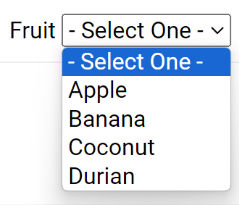 Fruit - Select One -
- Select One -
Apple
Banana
Coconut
Durian